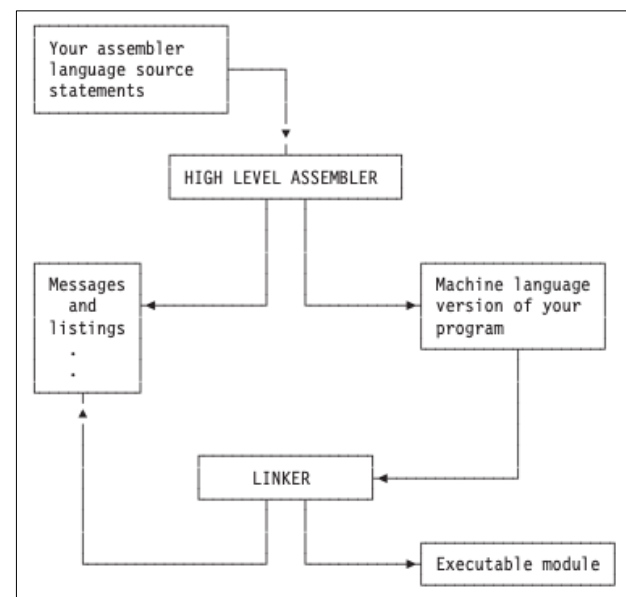 Your assembler
language source
statements
HIGH LEVEL ASSEMBLER
Messages
and
listings
.
.
Machine language
version of your
program
LINKER
Executable module